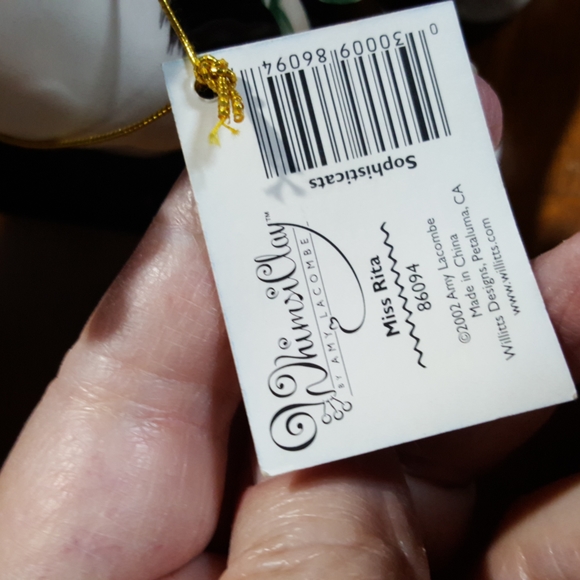 WhimsiClay™
BY AMY LACOMBE
Miss Rita
86094
©2002 Amy Lacombe
Made in China
Willitts Designs, Petaluma, CA
www.willitts.com
Sophisticats
0 30009 86094